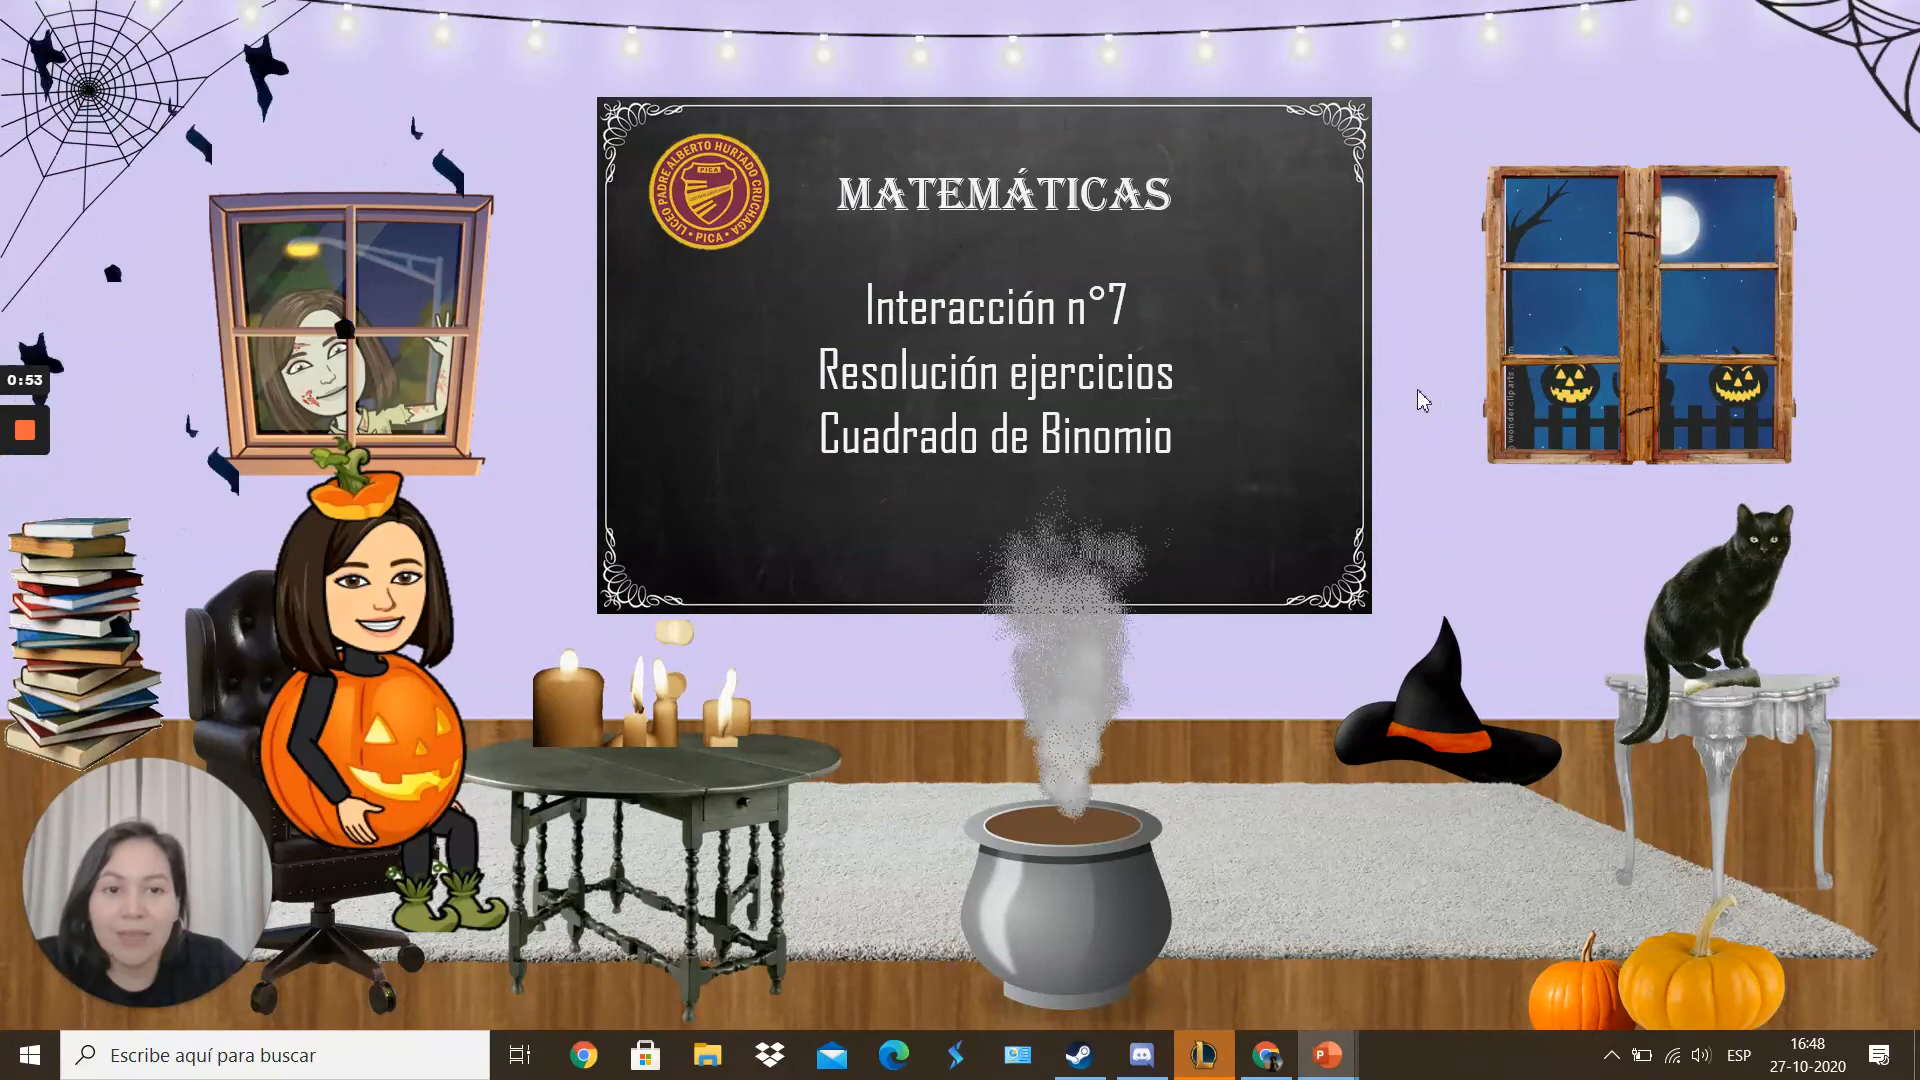 LICEO PADRE ALBERTO HURTADO CRUCHAGA
PICA
• PICA •
MATEMÁTICAS
Interacción n°7
Resolución ejercicios
Cuadrado de Binomio
0:53
wonderclipart
Escribe aquí para buscar
ESP
16:48
27-10-2020